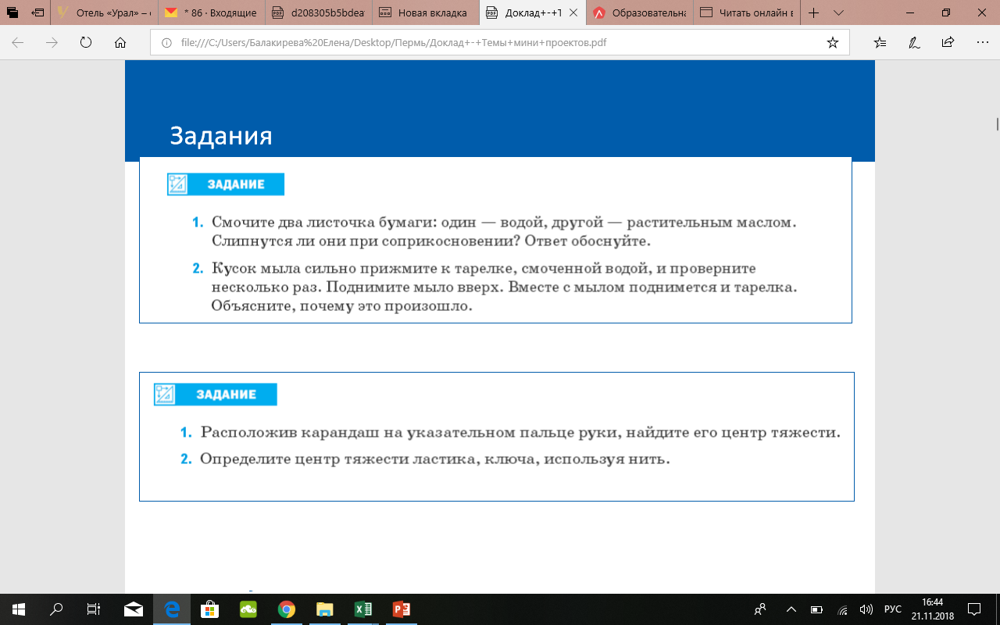 Отель «Урал» –
* 86 · Входящие
d208305b5bdea
Новая вкладка
Доклад+-+Т
Образовательна
Читать онлайн
file:///C:/Users/Балакирева%20Елена/Desktop/Пермь/Доклад+-+Темы+мини+проектов.pdf
Задания
ЗАДАНИЕ
1. Смочите два листочка бумаги: один — водой, другой — растительным маслом.
Слипнутся ли они при соприкосновении? Ответ обоснуйте.
2. Кусок мыла сильно прижмите к тарелке, смоченной водой, и проверните
несколько раз. Поднимите мыло вверх. Вместе с мылом поднимется и тарелка.
Объясните, почему это произошло.
ЗАДАНИЕ
1. Расположив карандаш на указательном пальце руки, найдите его центр тяжести.
2. Определите центр тяжести ластика, ключа, используя нить.
РУС
16:44
21.11.2018